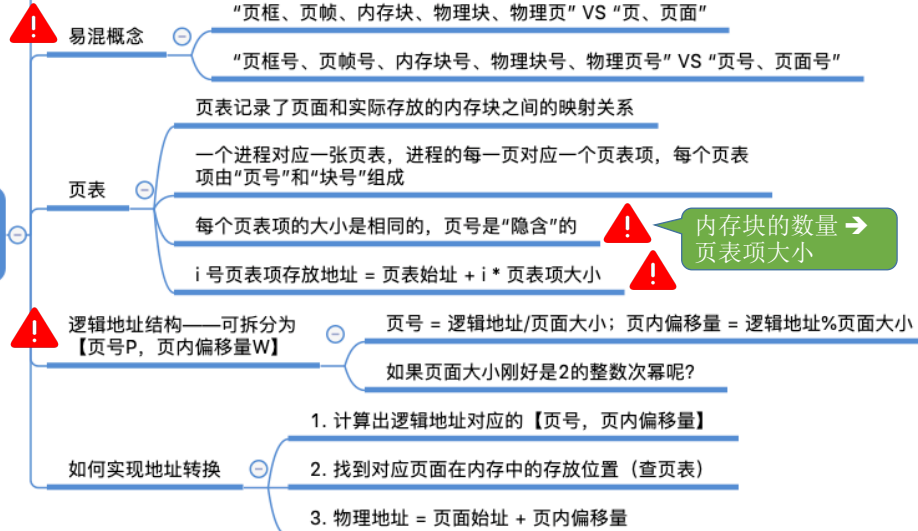 易混概念
“页框、页帧、内存块、物理块、物理页” VS “页、页面”
“页框号、页帧号、内存块号、物理块号、物理页号” VS “页号、页面号”
页表
页表记录了页面和实际存放的内存块之间的映射关系
一个进程对应一张页表，进程的每一页对应一个页表项，每个页表
项由“页号”和“块号”组成
每个页表项的大小是相同的，页号是“隐含”的
内存块的数量 ➔
页表项大小
i 号页表项存放地址 = 页表始址 + i * 页表项大小
逻辑地址结构——可拆分为
【页号P，页内偏移量W】
页号 = 逻辑地址/页面大小；页内偏移量 = 逻辑地址%页面大小
如果页面大小刚好是2的整数次幂呢?
如何实现地址转换
1. 计算出逻辑地址对应的【页号，页内偏移量】
2. 找到对应页面在内存中的存放位置（查页表）
3. 物理地址 = 页面始址 + 页内偏移量